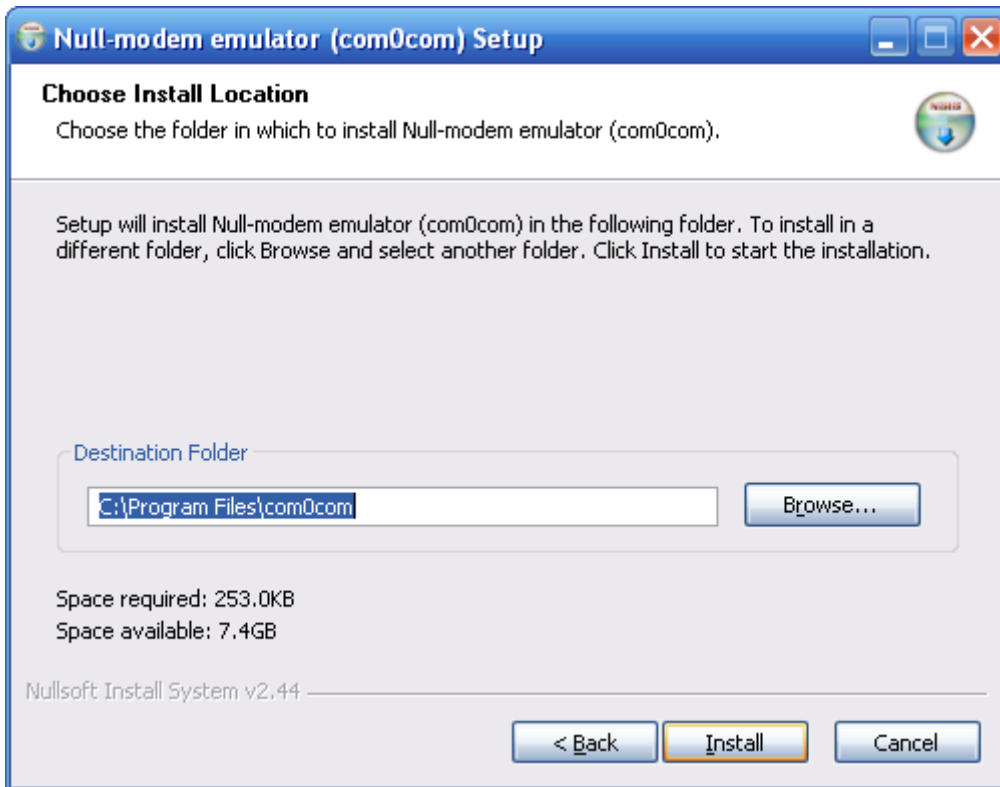 Null-modem emulator (com0com) Setup
Choose Install Location
Choose the folder in which to install Null-modem emulator (com0com).
Setup will install Null-modem emulator (com0com) in the following folder. To install in a
different folder, click Browse and select another folder. Click Install to start the installation.
Destination Folder
C:\Program Files\com0com
Browse...
Space required: 253.0KB
Space available: 7.4GB
Nullsoft Install System v2.44
< Back
Install
Cancel